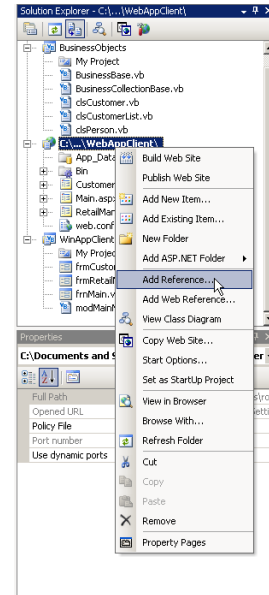 Solution Explorer - C:\...\WebAppClient\
BusinessObjects
My Project
BusinessBase.vb
BusinessCollectionBase.vb
clsCustomer.vb
clsCustomerList.vb
clsPerson.vb
C:\...\WebAppClient\
App_Data
Bin
Customer
Main.asp
RetailMar
web.conf
WinAppClient
My Projec
frmCusto
frmRetail
frmMain.v
modMain
Build Web Site
Publish Web Site
Add New Item...
Add Existing Item...
New Folder
Add ASP.NET Folder
Add Reference...
Add Web Reference...
View Class Diagram
Copy Web Site...
Start Options...
Set as StartUp Project
View in Browser
Browse With...
Refresh Folder
Cut
Copy
Paste
Remove
Property Pages
Properties
C:\Documents and S
er
Full Path
Opened URL
Policy File
Port number
Use dynamic ports